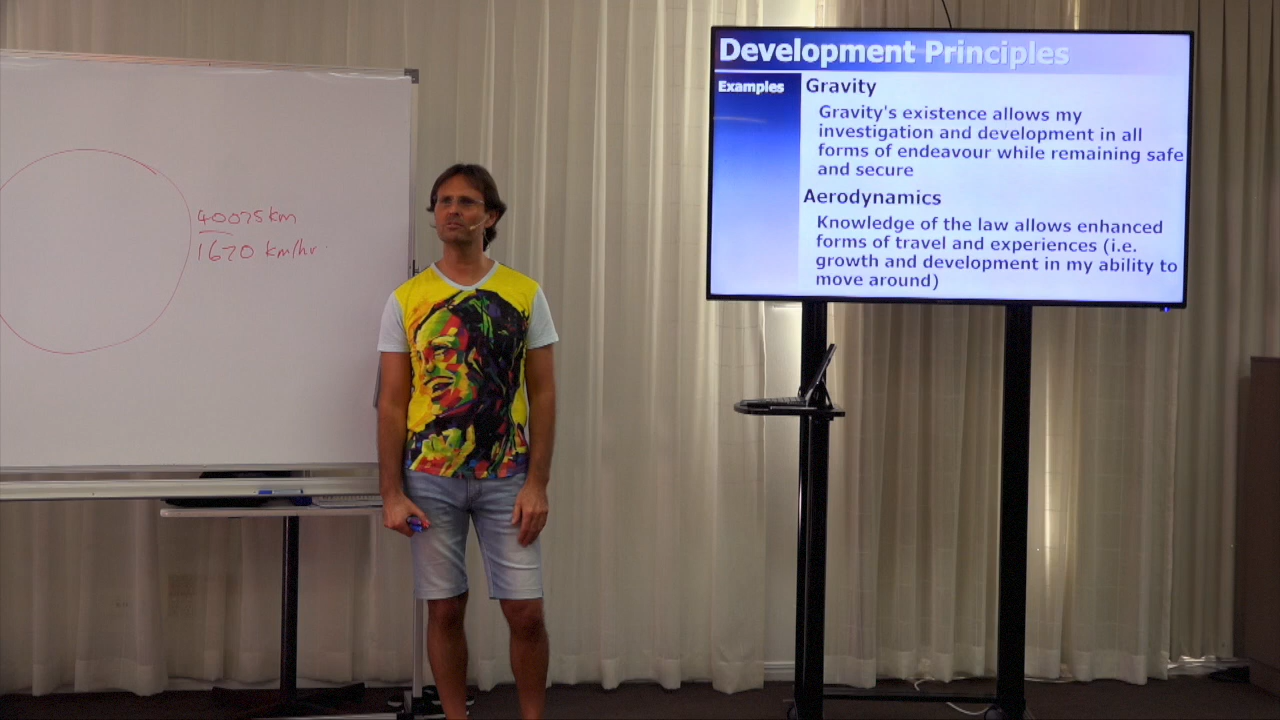 40075km
1670 km/hr
Development Principles
Examples
Gravity
Gravity's existence allows my
investigation and development in all
forms of endeavour while remaining safe
and secure
Aerodynamics
Knowledge of the law allows enhanced
forms of travel and experiences (i.e.
growth and development in my ability to
move around)